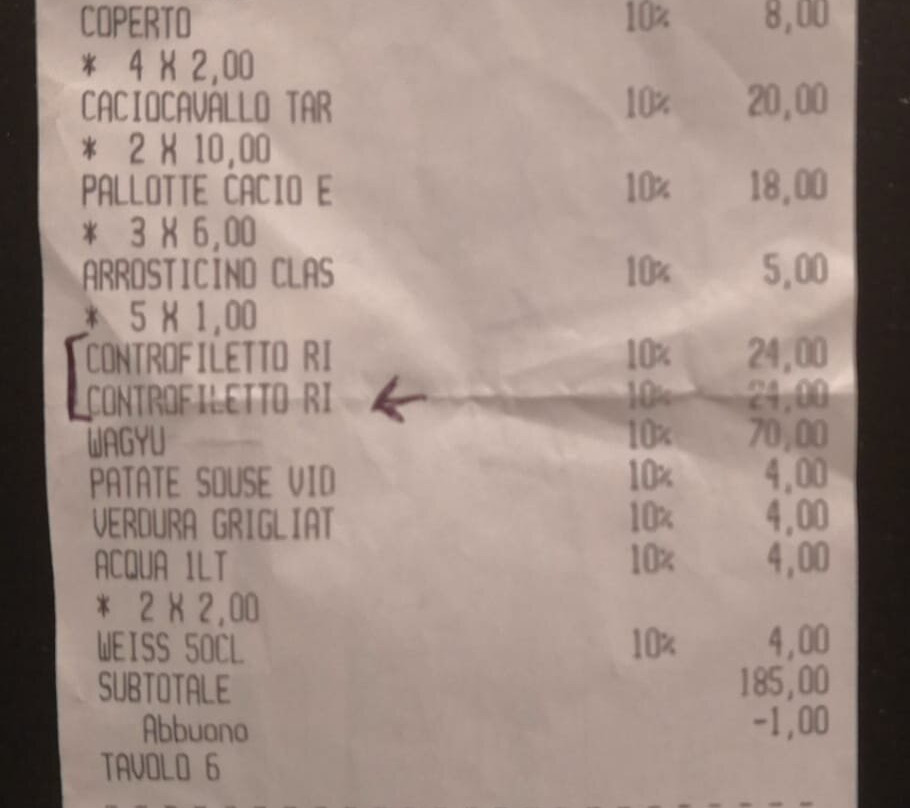 COPERTO 10% 8,00
* 4 X 2,00
CACIOCAVALLO TAR 10% 20,00
* 2 X 10,00
PALLOTTE CACIO E 10% 18,00
* 3 X 6,00
ARROSTICINO CLAS 10% 5,00
* 5 X 1,00
CONTROFILETTO RI 10% 24,00
CONTROFILETTO RI 10% 24,00
WAGYU 10% 70,00
PATATE SOUSE VID 10% 4,00
VERDURA GRIGLIAT 10% 4,00
ACQUA 1LT 10% 4,00
* 2 X 2,00
WEISS 50CL 10% 4,00
SUBTOTALE 185,00
Abbuono -1,00
TAVOLO 6